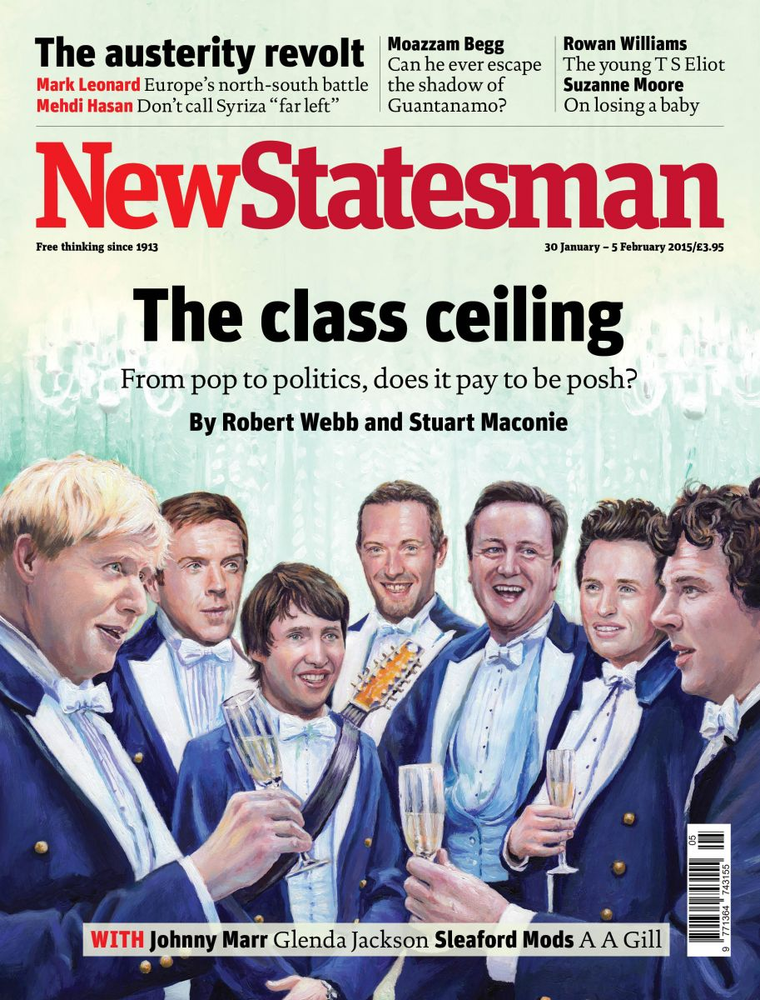 The austerity revolt
Mark Leonard Europe's north-south battle
Mehdi Hasan Don't call Syriza “far left”
Moazzam Begg
Can he ever escape
the shadow of
Guantanamo?
Rowan Williams
The young T S Eliot
Suzanne Moore
On losing a baby
NewStatesman
Free thinking since 1913
30 January – 5 February 2015/£3.95
The class ceiling
From pop to politics, does it pay to be posh?
By Robert Webb and Stuart Maconie
WITH Johnny Marr Glenda Jackson Sleaford Mods A A Gill
05
9 771364 743155